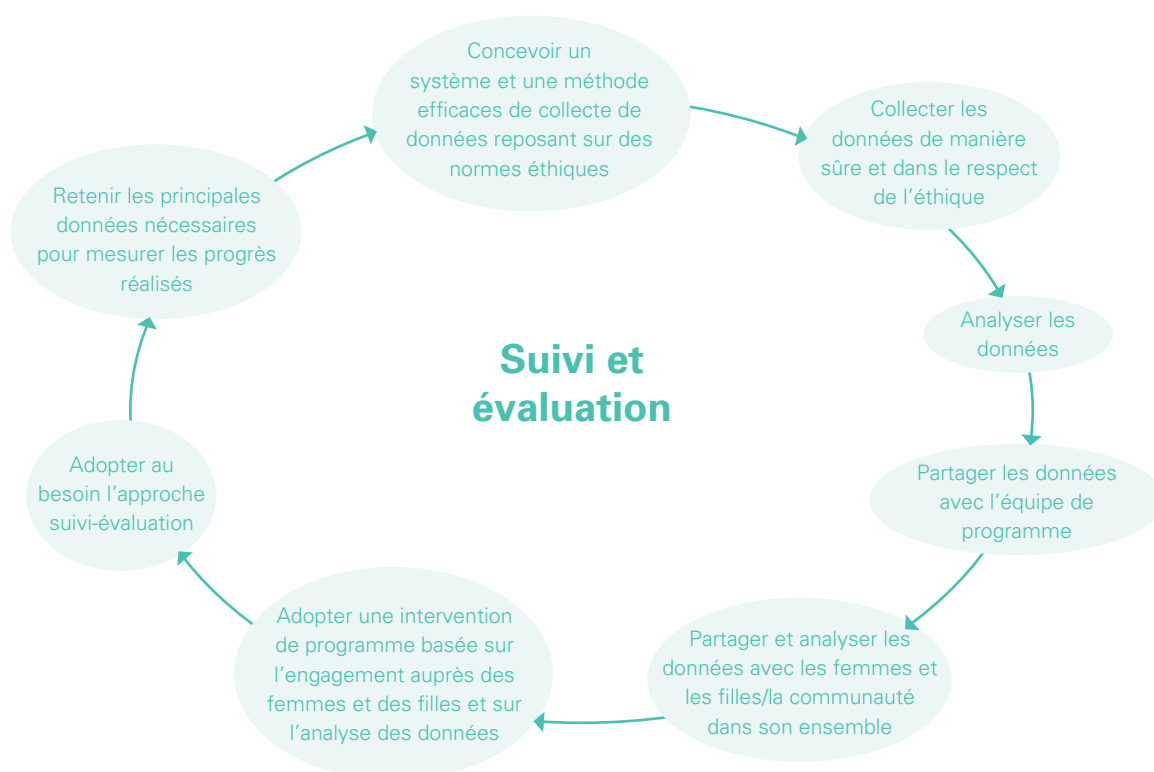 Concevoir un
système et une méthode
efficaces de collecte de
données reposant sur des
normes éthiques
Collecter les
données de manière
sûre et dans le respect
de l’éthique
Analyser les
données
Partager les données
avec l’équipe de
programme
Partager et analyser les
données avec les femmes et
les filles/la communauté
dans son ensemble
Adopter une intervention
de programme basée sur
l’engagement auprès des
femmes et des filles et sur
l’analyse des données
Adopter au
besoin l’approche
suivi-évaluation
Retenir les principales
données nécessaires
pour mesurer les progrès
réalisés
Suivi et
évaluation